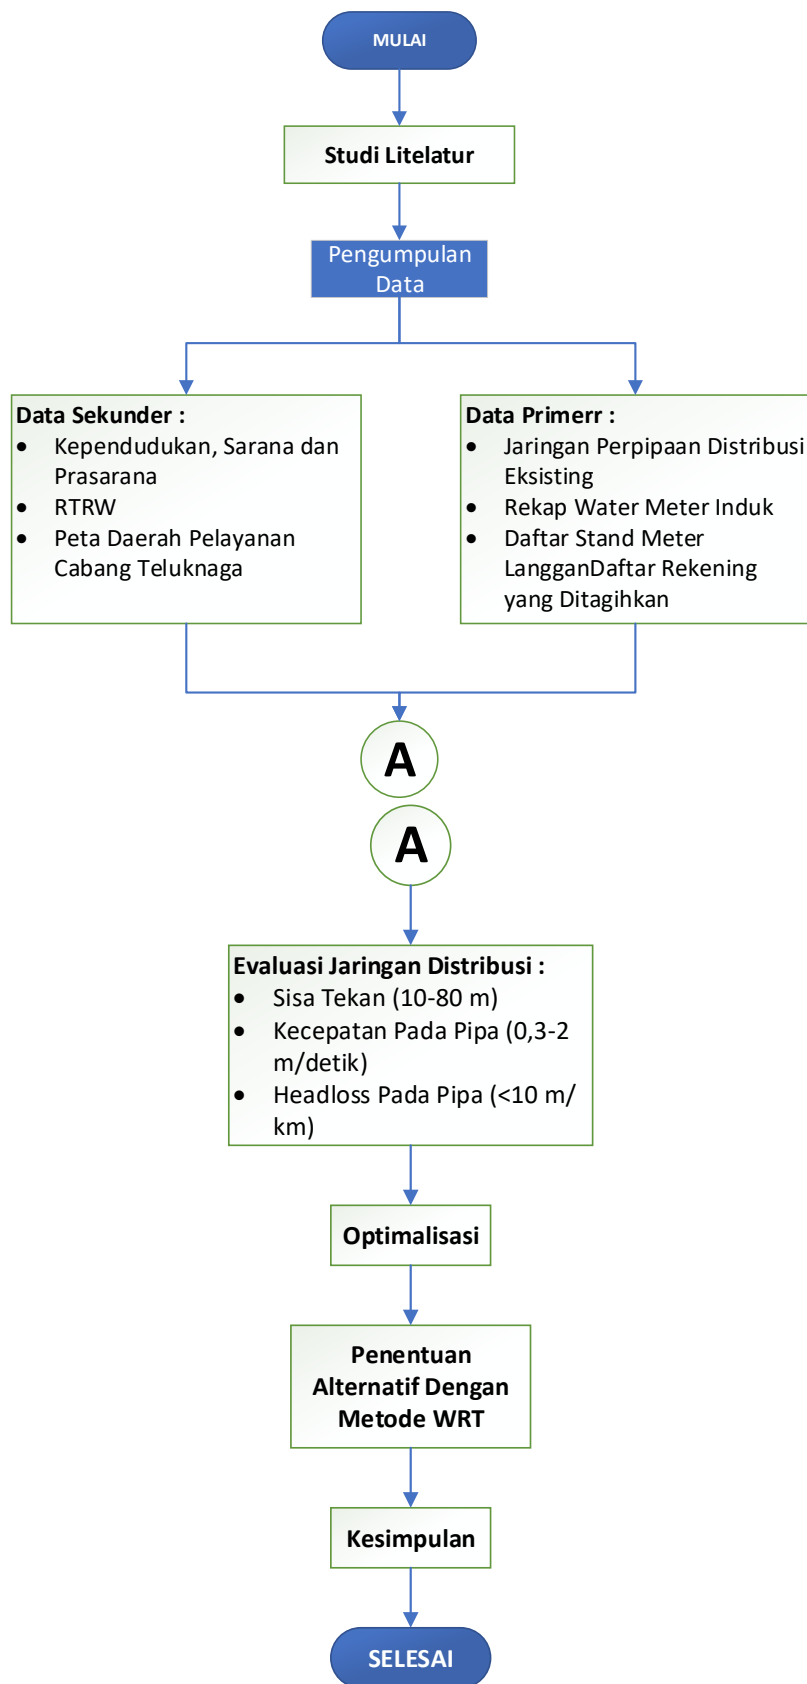 MULAI
Studi Litelatur
Pengumpulan
Data
Data Sekunder :
• Kependudukan, Sarana dan
Prasarana
• RTRW
• Peta Daerah Pelayanan
Cabang Teluknaga
Data Primerr :
• Jaringan Perpipaan Distribusi
Eksisting
• Rekap Water Meter Induk
• Daftar Stand Meter
LangganDaftar Rekening
yang Ditagihkan
A
A
Evaluasi Jaringan Distribusi :
• Sisa Tekan (10-80 m)
• Kecepatan Pada Pipa (0,3-2
m/detik)
• Headloss Pada Pipa (<10 m/
km)
Optimalisasi
Penentuan
Alternatif Dengan
Metode WRT
Kesimpulan
SELESAI